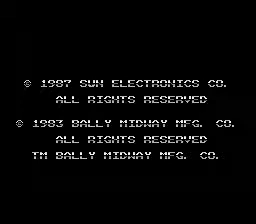 © 1987 SUN ELECTRONICS CO.
ALL RIGHTS RESERVED
© 1983 BALLY MIDWAY MFG. CO.
ALL RIGHTS RESERVED
TM BALLY MIDWAY MFG. CO.